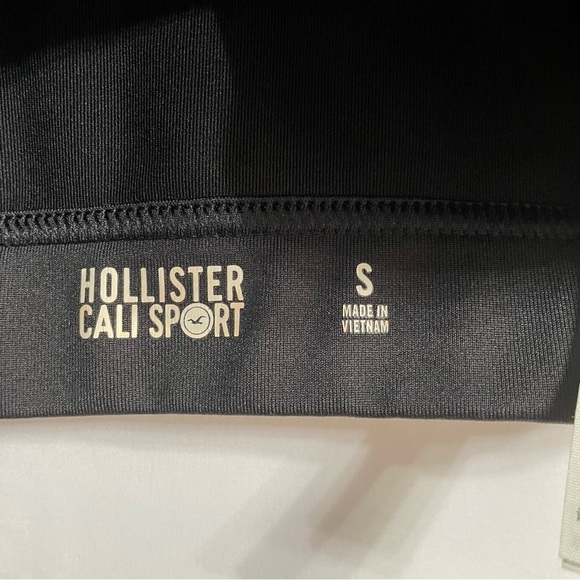 HOLLISTER
CALI SPORT
S
MADE IN
VIETNAM